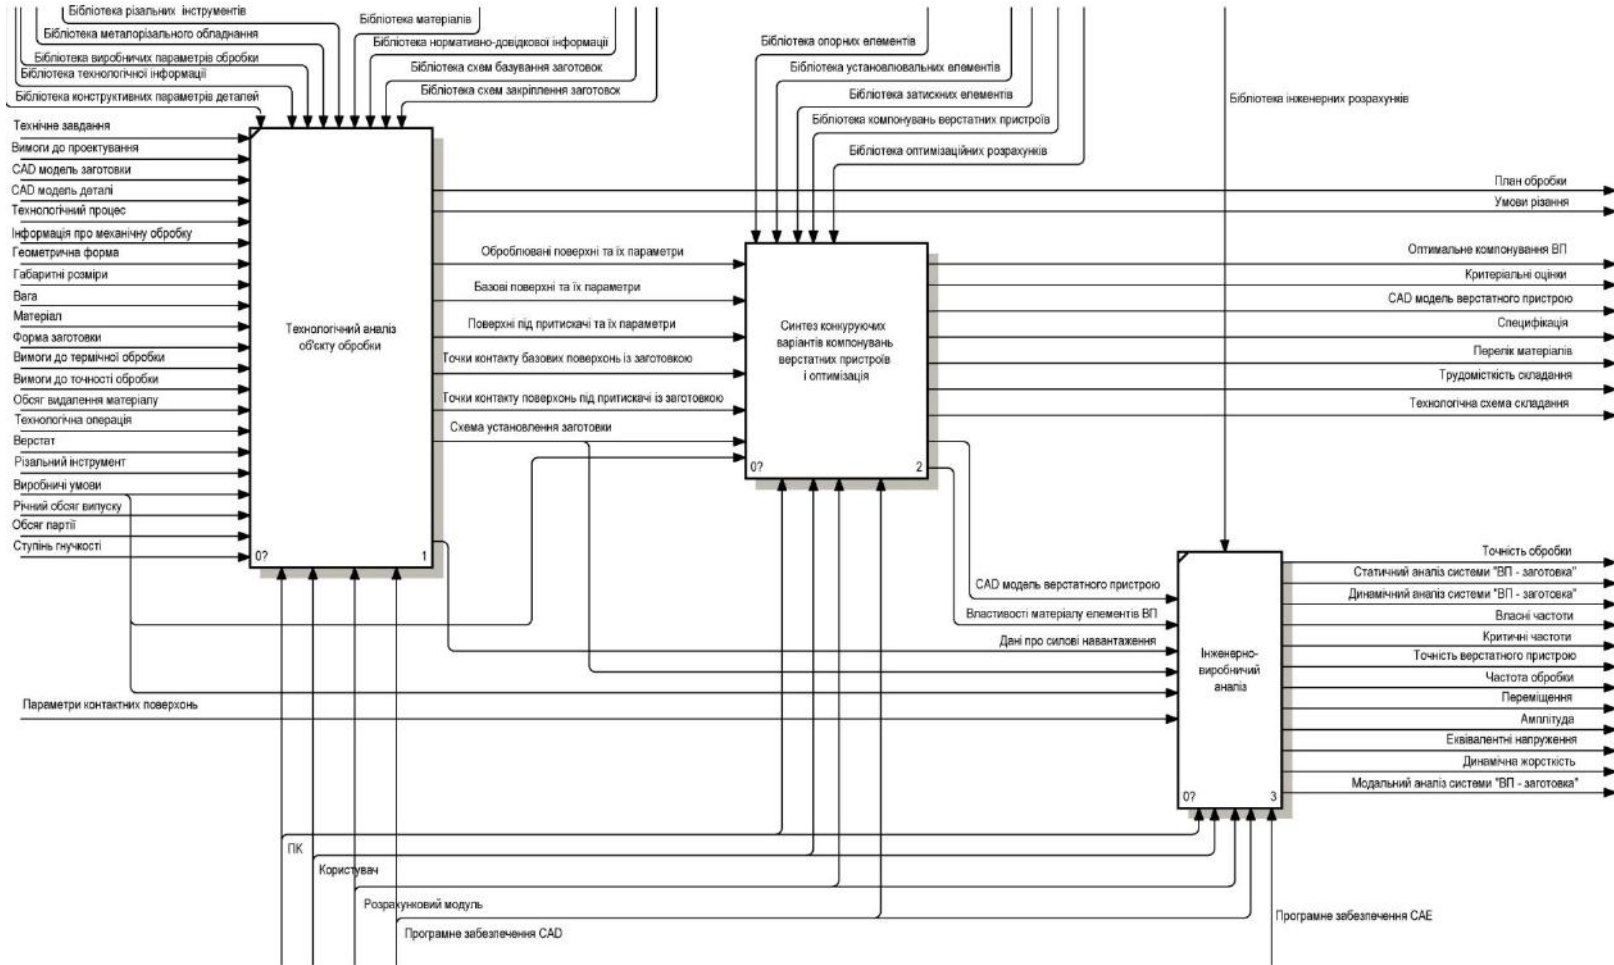 Бібліотека різальних інструментів
Бібліотека металорізального обладнання
Бібліотека виробничих параметрів обробки
Бібліотека технологічної інформації
Бібліотека конструктивних параметрів деталей
Бібліотека матеріалів
Бібліотека нормативно-довідкової інформації
Бібліотека схем базування заготовок
Бібліотека схем закріплення заготовок
Бібліотека опорних елементів
Бібліотека установлювальних елементів
Бібліотека затискних елементів
Бібліотека компонувань верстатних пристроїв
Бібліотека оптимізаційних розрахунків
Бібліотека інженерних розрахунків
Технічне завдання
Вимоги до проектування
CAD модель заготовки
CAD модель деталі
Технологічний процес
Інформація про механічну обробку
Геометрична форма
Габаритні розміри
Вага
Матеріал
Форма заготовки
Вимоги до термічної обробки
Вимоги до точності обробки
Обсяг видалення матеріалу
Технологічна операція
Верстат
Різальний інструмент
Виробничі умови
Річний обсяг випуску
Обсяг партії
Ступінь гнучкості
Параметри контактних поверхонь
Технологічний аналіз
об'єкту обробки
0?
1
Оброблювані поверхні та їх параметри
Базові поверхні та їх параметри
Поверхні під притискачі та їх параметри
Точки контакту базових поверхонь із заготовкою
Точки контакту поверхонь під притискачі із заготовкою
Схема установлення заготовки
Синтез конкуруючих
варіантів компонувань
верстатних пристроїв
і оптимізація
0?
2
План обробки
Умови різання
Оптимальне компонування ВП
Критеріальні оцінки
CAD модель верстатного пристрою
Специфікація
Перелік матеріалів
Трудомісткість складання
Технологічна схема складання
CAD модель верстатного пристрою
Властивості матеріалу елементів ВП
Дані про силові навантаження
Інженерно-
виробничий
аналіз
0?
3
Точність обробки
Статичний аналіз системи "ВП - заготовка"
Динамічний аналіз системи "ВП - заготовка"
Власні частоти
Критичні частоти
Точність верстатного пристрою
Частота обробки
Переміщення
Амплітуда
Еквівалентні напруження
Динамічна жорсткість
Модальний аналіз системи "ВП - заготовка"
ПК
Користувач
Розрахунковий модуль
Програмне забезпечення CAD
Програмне забезпечення CAE